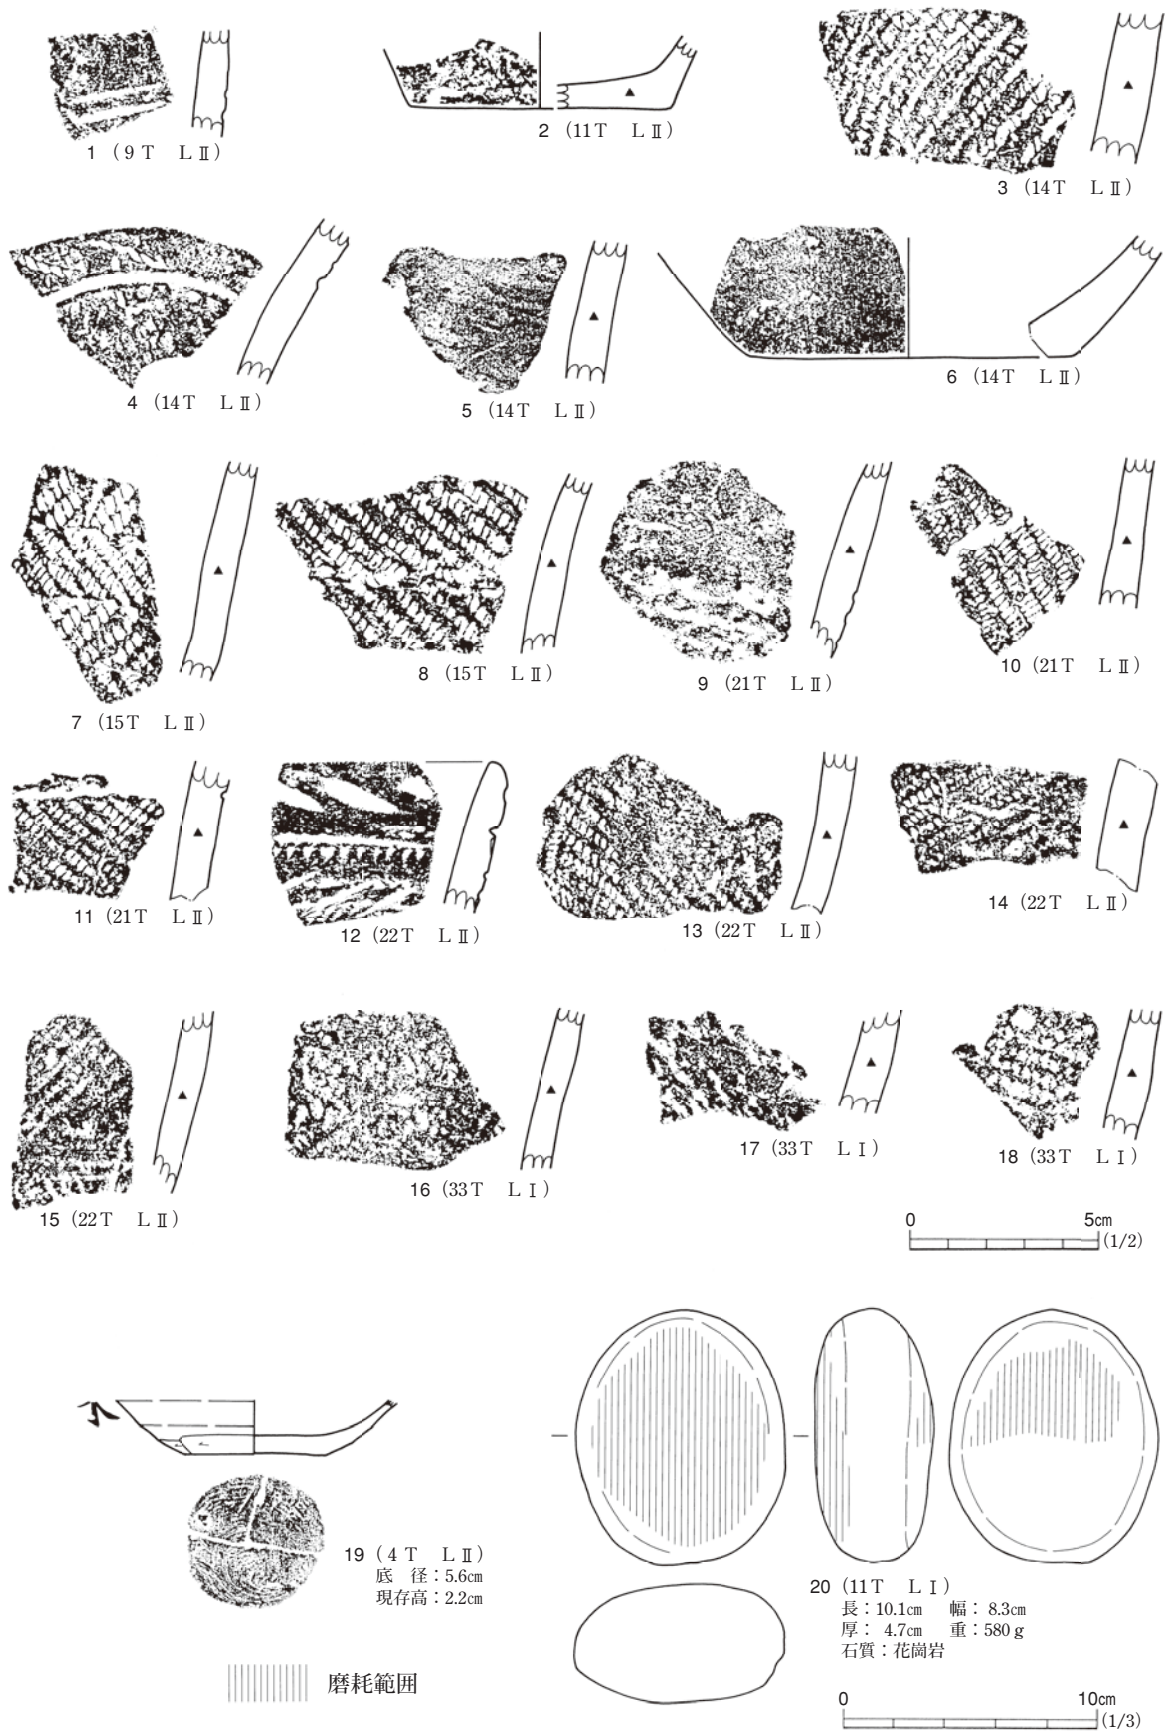 1 (9T LⅡ)
2 (11T LⅡ)
3 (14T LⅡ)
4 (14T LⅡ)
5 (14T LⅡ)
6 (14T LⅡ)
7 (15T LⅡ)
8 (15T LⅡ)
9 (21T LⅡ)
10 (21T LⅡ)
11 (21T LⅡ)
12 (22T LⅡ)
13 (22T LⅡ)
14 (22T LⅡ)
15 (22T LⅡ)
16 (33T LⅠ)
17 (33T LⅠ)
18 (33T LⅠ)
0 5㎝
(1/2)
19 (4T LⅡ)
底 径：5.6㎝
現存高：2.2㎝
20 (11T LⅠ)
長：10.1㎝ 幅： 8.3㎝
厚： 4.7㎝ 重：580ｇ
石質：花崗岩
磨耗範囲
0 10㎝
(1/3)